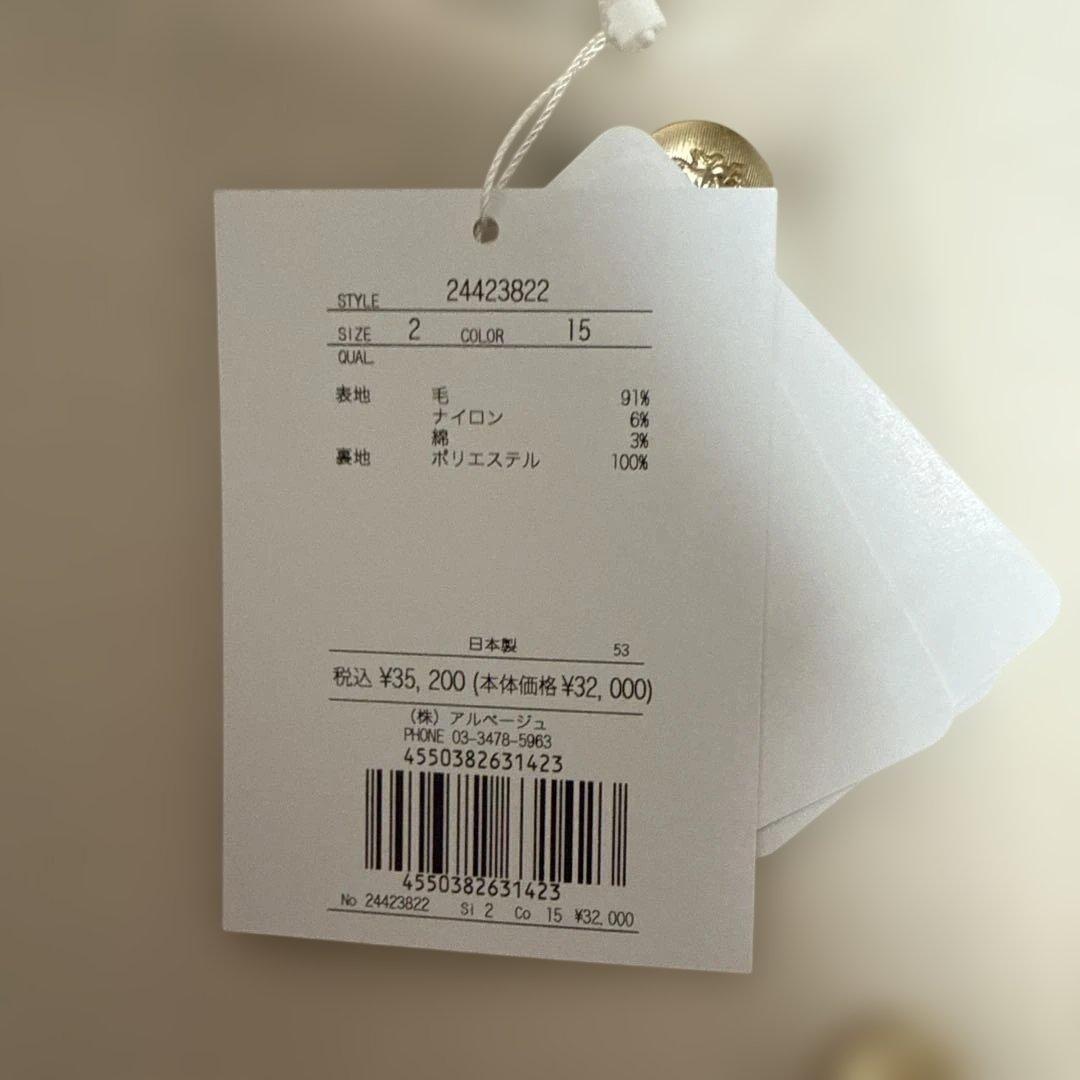 STYLE 24423822
SIZE 2 COLOR 15
QUAL.
表地 毛 91%
ナイロン 6%
綿 3%
裏地 ポリエステル 100%
日本製 53
税込 ¥35,200 (本体価格¥32,000)
(株) アルページュ
PHONE 03-3478-5963
4550382631423
4550382631423
No 24423822 Si 2 Co 15 ¥32,000